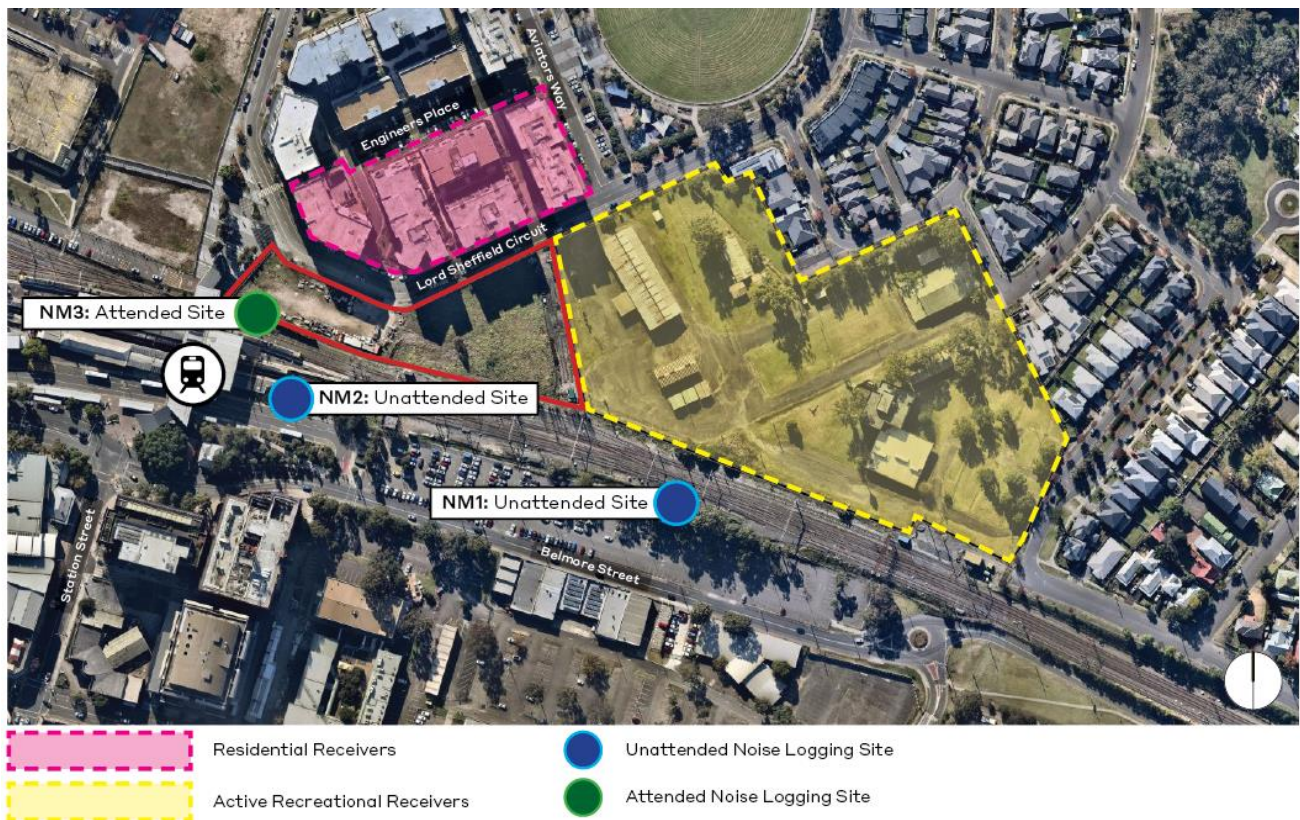 Engineers Place
Aviators Way
Lord Sheffield Circuit
NM3: Attended Site
NM2: Unattended Site
NM1: Unattended Site
Belmore Street
Station Street
Residential Receivers
Unattended Noise Logging Site
Active Recreational Receivers
Attended Noise Logging Site